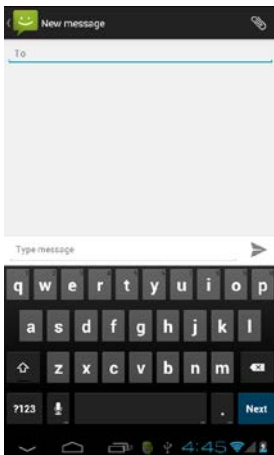 New message
To
Type message
q w e r t y u i o p
a s d f g h j k l
z x c v b n m
?123 . Next
4:45